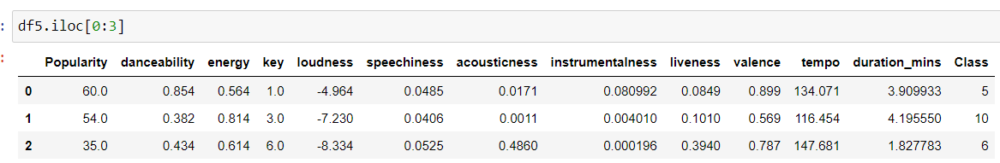 : df5.iloc[0:3]
: Popularity danceability energy key loudness speechiness acousticness instrumentalness liveness valence tempo duration_mins Class
0 60.0 0.854 0.564 1.0 -4.964 0.0485 0.0171 0.080992 0.0849 0.899 134.071 3.909933 5
1 54.0 0.382 0.814 3.0 -7.230 0.0406 0.0011 0.004010 0.1010 0.569 116.454 4.195550 10
2 35.0 0.434 0.614 6.0 -8.334 0.0525 0.4860 0.000196 0.3940 0.787 147.681 1.827783 6